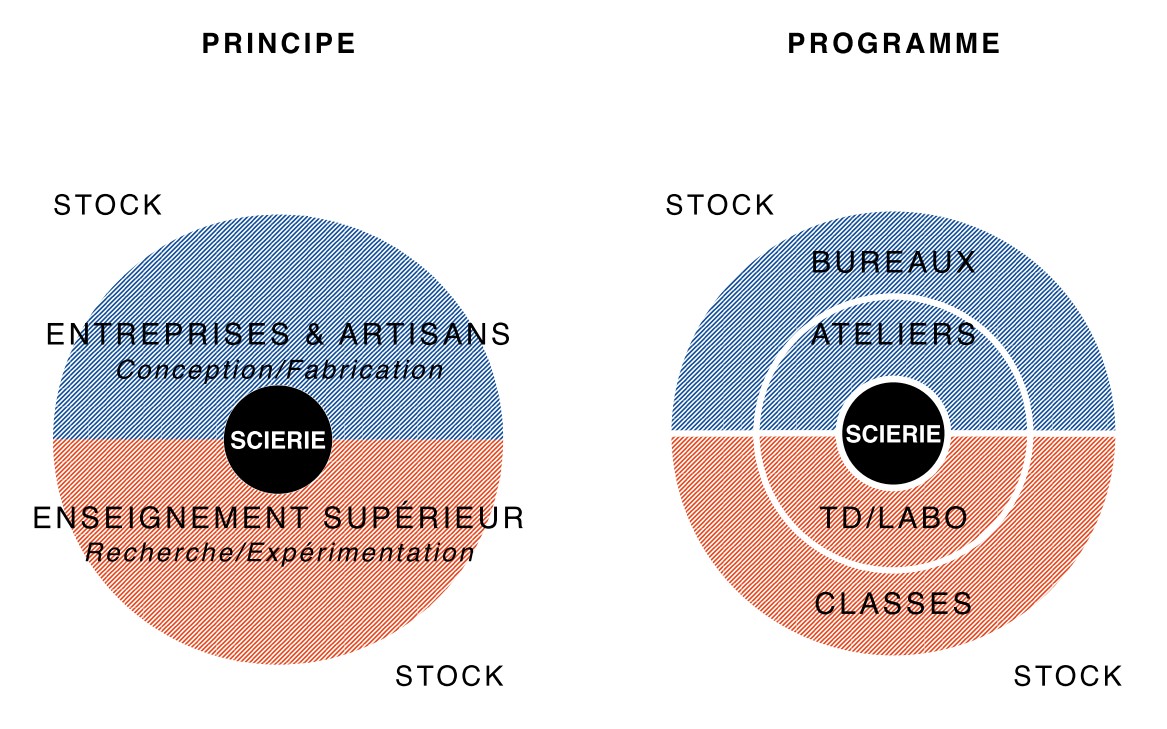 PRINCIPE
STOCK
ENTREPRISES & ARTISANS
Conception/Fabrication
SCIERIE
ENSEIGNEMENT SUPÉRIEUR
Recherche/Expérimentation
STOCK
PROGRAMME
STOCK
BUREAUX
ATELIERS
SCIERIE
TD/LABO
CLASSES
STOCK